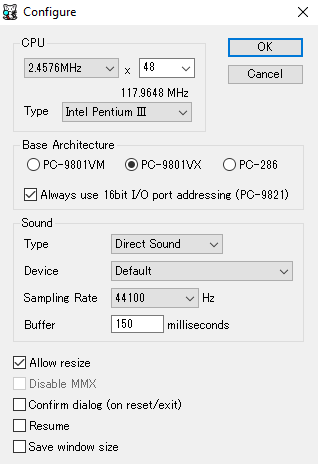 Configure
CPU
2.4576MHz x 48
117.9648 MHz
Type Intel Pentium III
OK
Cancel
Base Architecture
PC-9801VM PC-9801VX PC-286
Always use 16bit I/O port addressing (PC-9821)
Sound
Type Direct Sound
Device Default
Sampling Rate 44100 Hz
Buffer 150 milliseconds
Allow resize
Disable MMX
Confirm dialog (on reset/exit)
Resume
Save window size